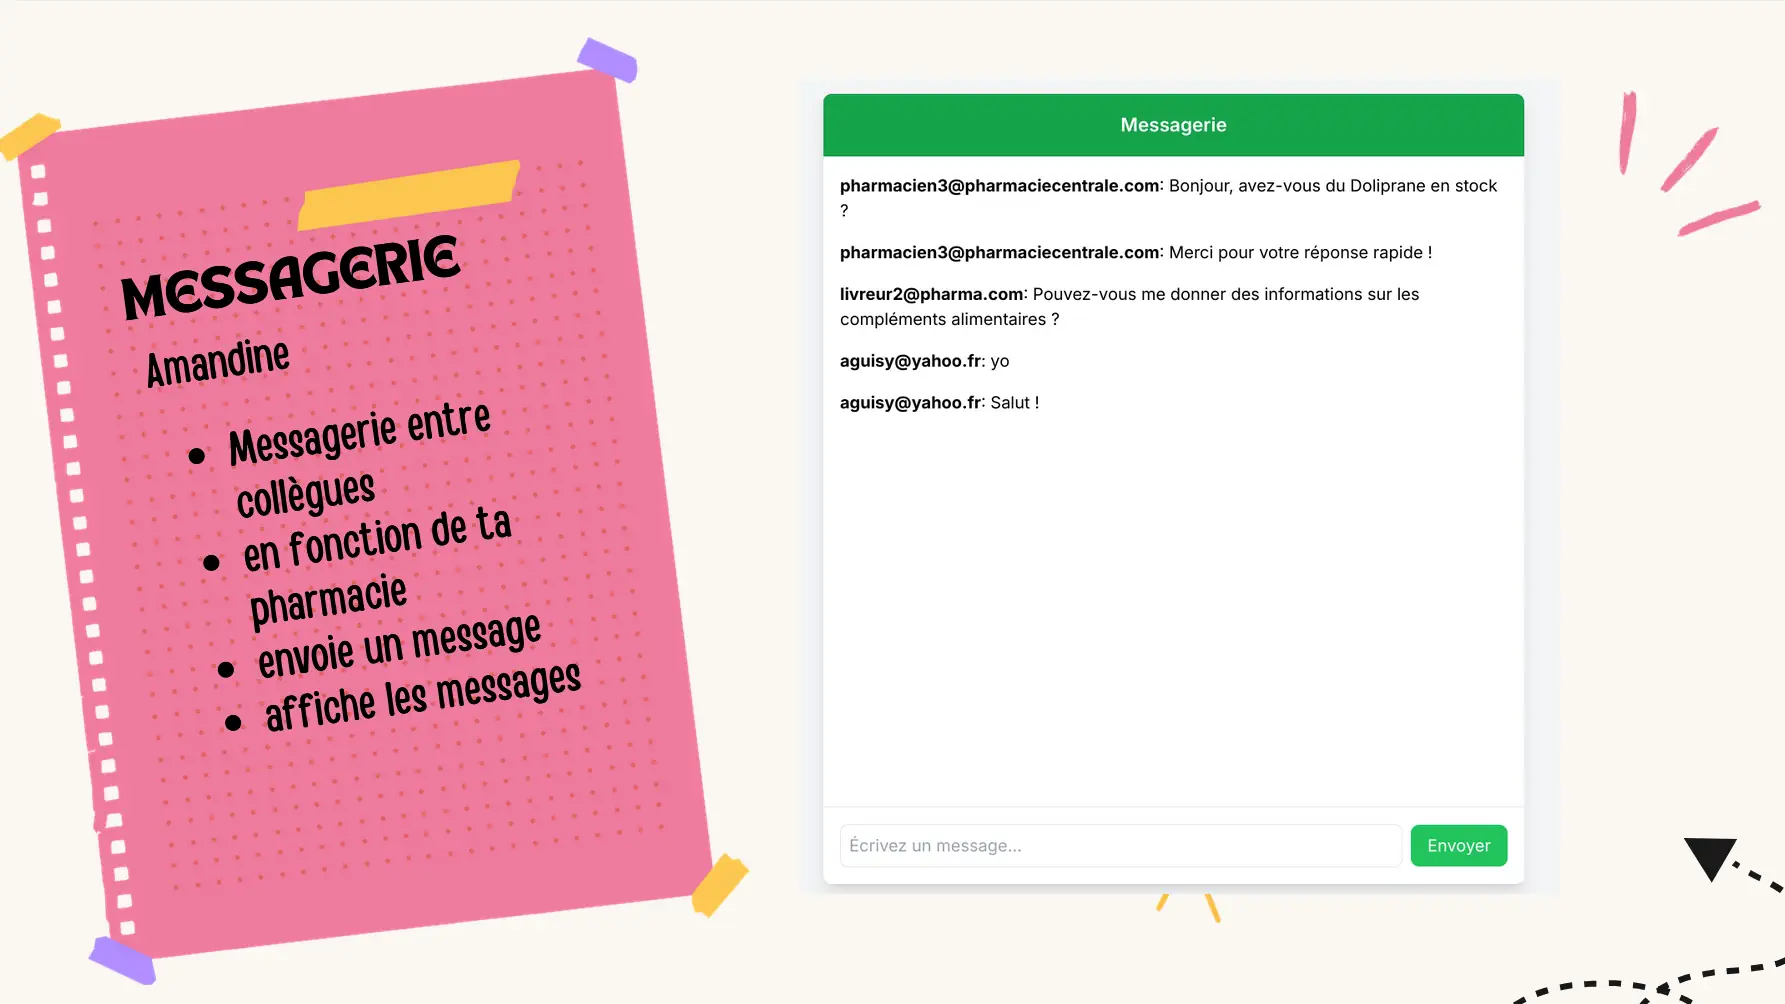 MESSAGERIE
Amandine
• Messagerie entre
collègues
• en fonction de ta
pharmacie
• envoie un message
• affiche les messages
Messagerie
pharmacien3@pharmaciecentrale.com: Bonjour, avez-vous du Doliprane en stock
?
pharmacien3@pharmaciecentrale.com: Merci pour votre réponse rapide !
livreur2@pharma.com: Pouvez-vous me donner des informations sur les
compléments alimentaires ?
aguisy@yahoo.fr: yo
aguisy@yahoo.fr: Salut !
Écrivez un message...
Envoyer